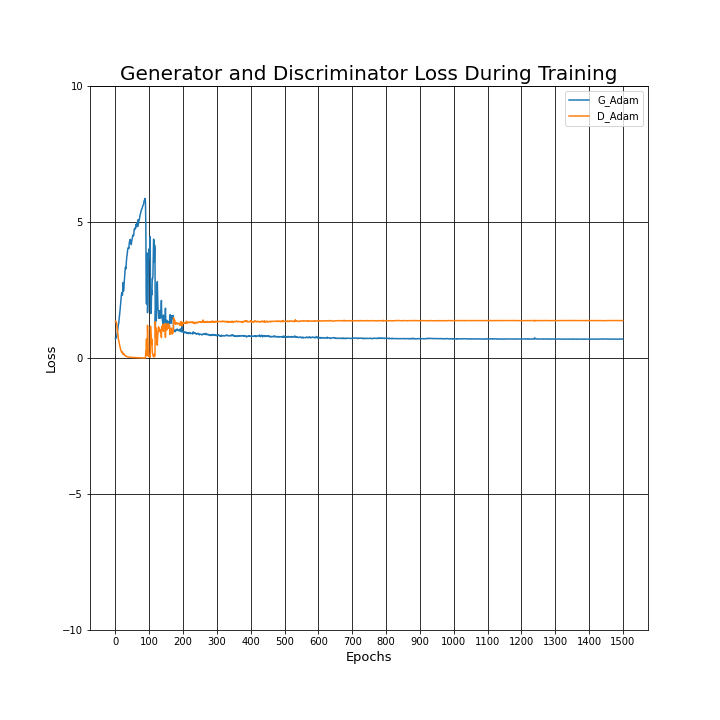 Generator and Discriminator Loss During Training
G_Adam
D_Adam
10
5
0
−5
−10
Loss
0 100 200 300 400 500 600 700 800 900 1000 1100 1200 1300 1400 1500
Epochs